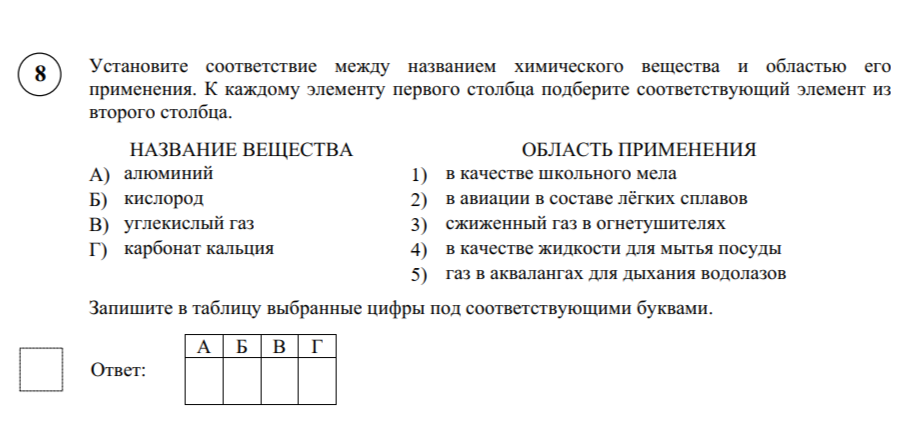 8
Установите соответствие между названием химического вещества и областью его
применения. К каждому элементу первого столбца подберите соответствующий элемент из
второго столбца.
НАЗВАНИЕ ВЕЩЕСТВА
А) алюминий
Б) кислород
В) углекислый газ
Г) карбонат кальция
ОБЛАСТЬ ПРИМЕНЕНИЯ
1) в качестве школьного мела
2) в авиации в составе лёгких сплавов
3) сжиженный газ в огнетушителях
4) в качестве жидкости для мытья посуды
5) газ в аквалангах для дыхания водолазов
Запишите в таблицу выбранные цифры под соответствующими буквами.
Ответ:
А Б В Г